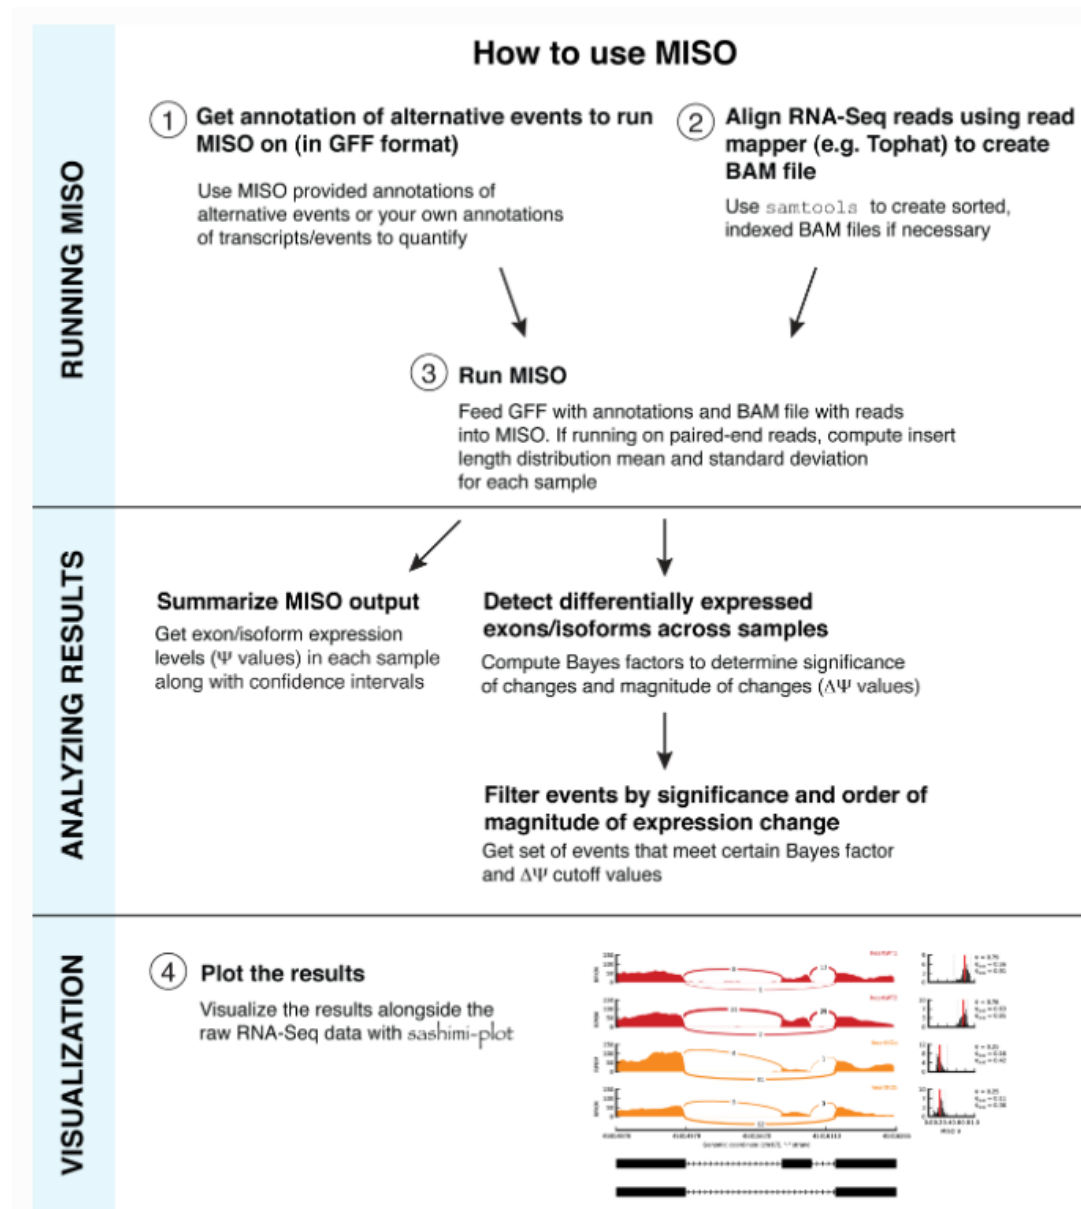 How to use MISO
RUNNING MISO
1
Get annotation of alternative events to run
MISO on (in GFF format)
Use MISO provided annotations of
alternative events or your own annotations
of transcripts/events to quantify
2
Align RNA-Seq reads using read
mapper (e.g. Tophat) to create
BAM file
Use samtools to create sorted,
indexed BAM files if necessary
3
Run MISO
Feed GFF with annotations and BAM file with reads
into MISO. If running on paired-end reads, compute insert
length distribution mean and standard deviation
for each sample
ANALYZING RESULTS
Summarize MISO output
Get exon/isoform expression
levels (Ψ values) in each sample
along with confidence intervals
Detect differentially expressed
exons/isoforms across samples
Compute Bayes factors to determine significance
of changes and magnitude of changes (ΔΨ values)
Filter events by significance and order of
magnitude of expression change
Get set of events that meet certain Bayes factor
and ΔΨ cutoff values
VISUALIZATION
4
Plot the results
Visualize the results alongside the
raw RNA-Seq data with sashimi-plot